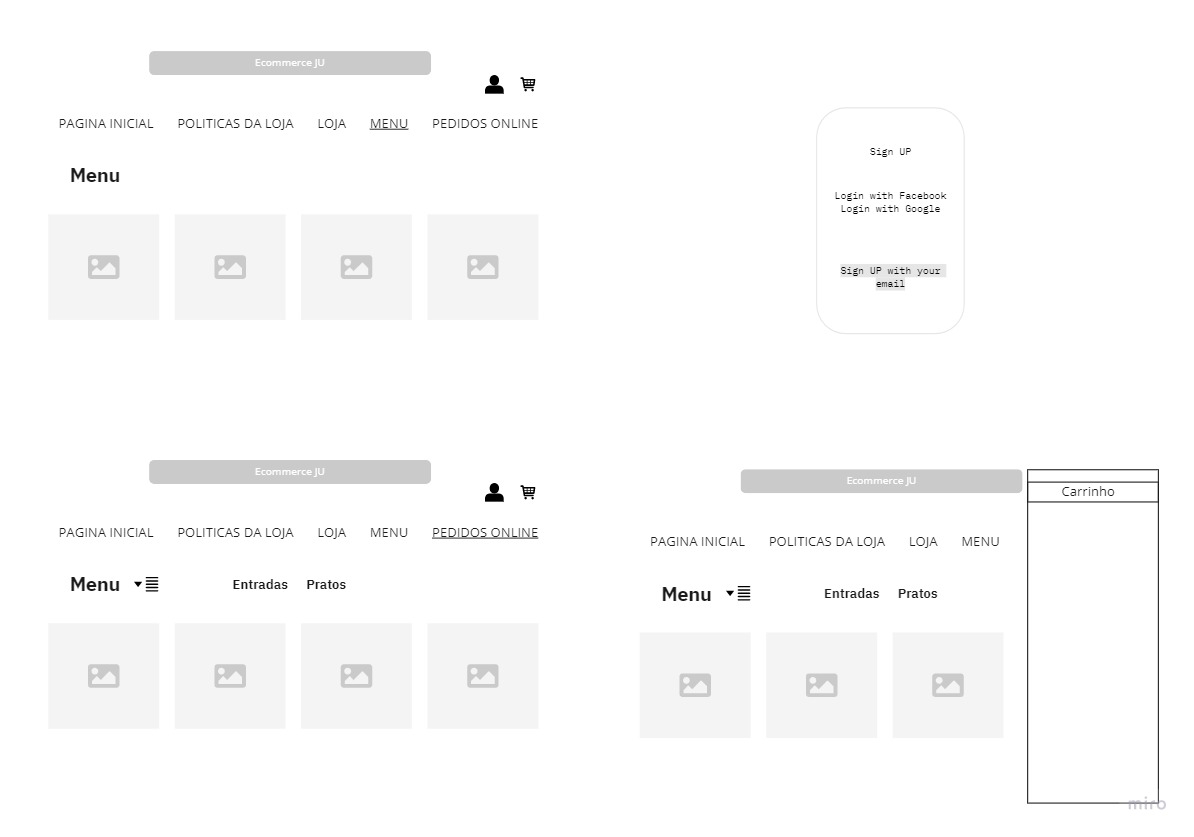 Ecommerce JU
PAGINA INICIAL POLITICAS DA LOJA LOJA MENU PEDIDOS ONLINE
Menu
Sign UP
Login with Facebook
Login with Google
Sign UP with your
email
Ecommerce JU
PAGINA INICIAL POLITICAS DA LOJA LOJA MENU PEDIDOS ONLINE
Menu Entradas Pratos
Ecommerce JU
Carrinho
PAGINA INICIAL POLITICAS DA LOJA LOJA MENU
Menu Entradas Pratos
miro